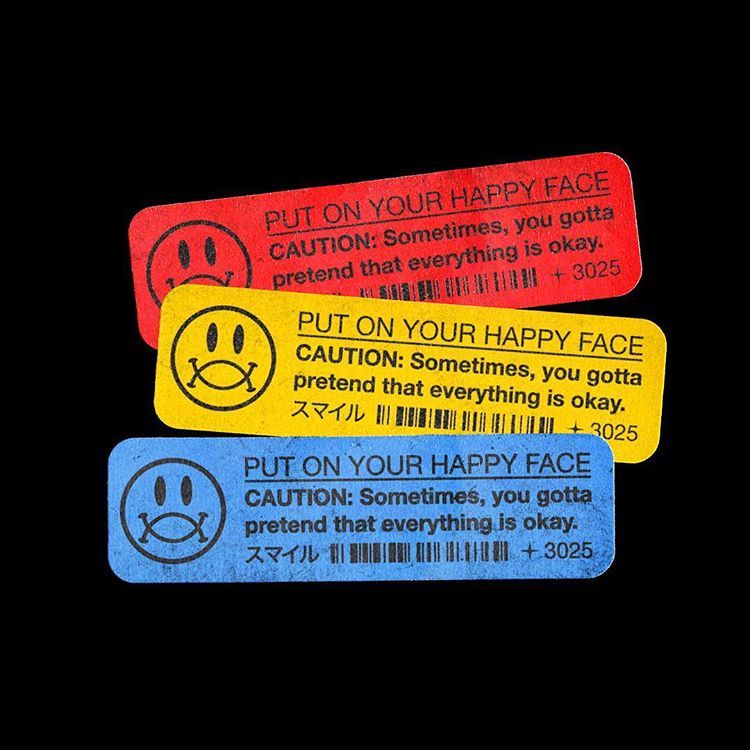 PUT ON YOUR HAPPY FACE
CAUTION: Sometimes, you gotta
pretend that everything is okay.
+ 3025
PUT ON YOUR HAPPY FACE
CAUTION: Sometimes, you gotta
pretend that everything is okay.
スマイル + 3025
PUT ON YOUR HAPPY FACE
CAUTION: Sometimes, you gotta
pretend that everything is okay.
スマイル + 3025